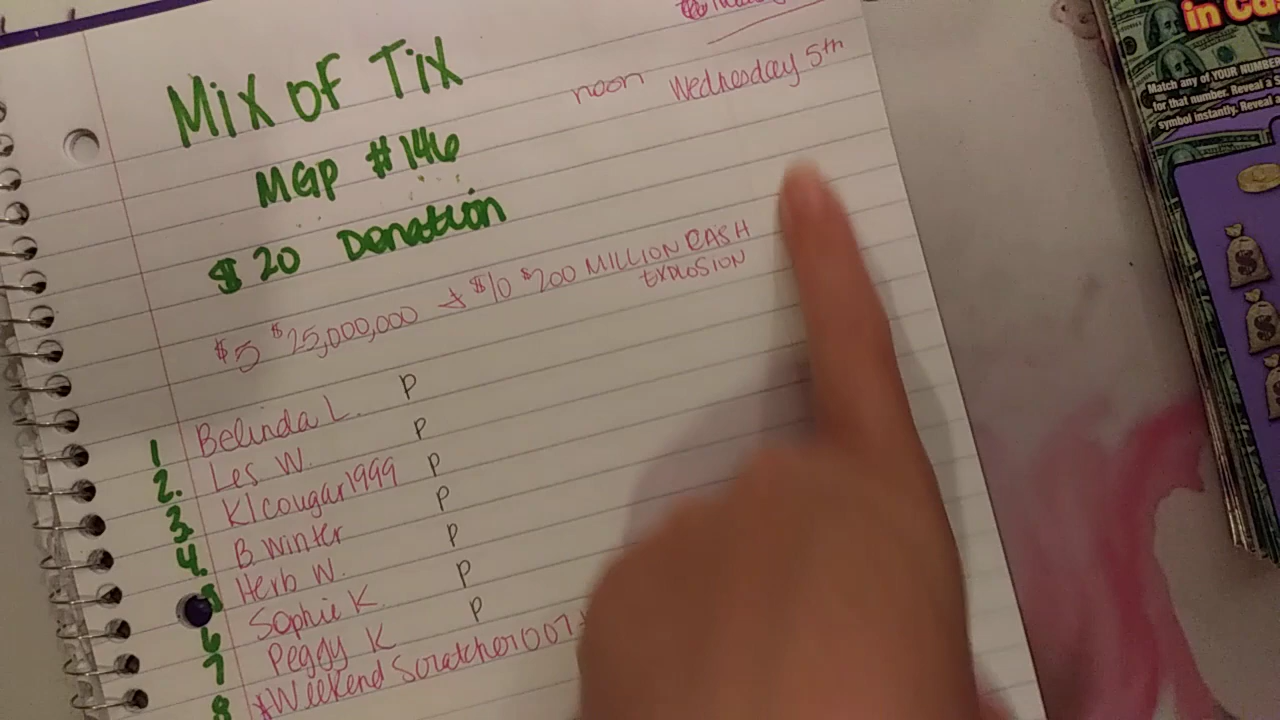 noon Wednesday 5th
Mix of Tix
MGP #146
$20 Donation
$5 $25,000,000 + $10 $200 MILLION CASH
EXPLOSION
1 Belinda L. P
2. Les W. P
3. Klcougar1999 P
4. B. Winter P
5 Herb W. P
6 Sophie K. P
7 Peggy K P
8 *Weekend Scratcher1007
in Ca
Match any of YOUR NUMBER
for that number. Reveal a
symbol instantly. Reveal